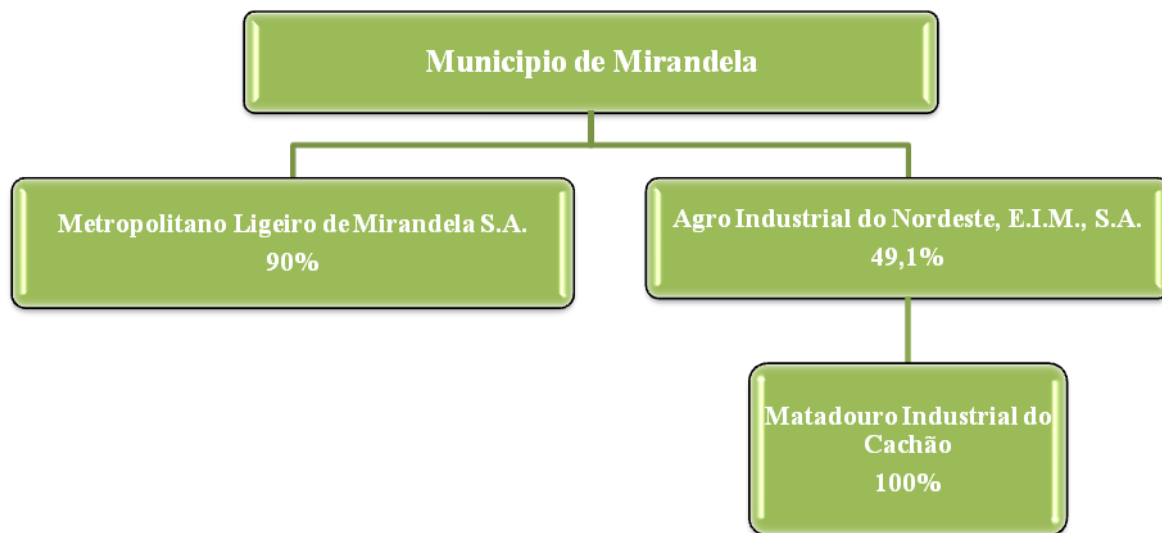 Municipio de Mirandela
Metropolitano Ligeiro de Mirandela S.A.
90%
Agro Industrial do Nordeste, E.I.M., S.A.
49,1%
Matadouro Industrial do
Cachão
100%